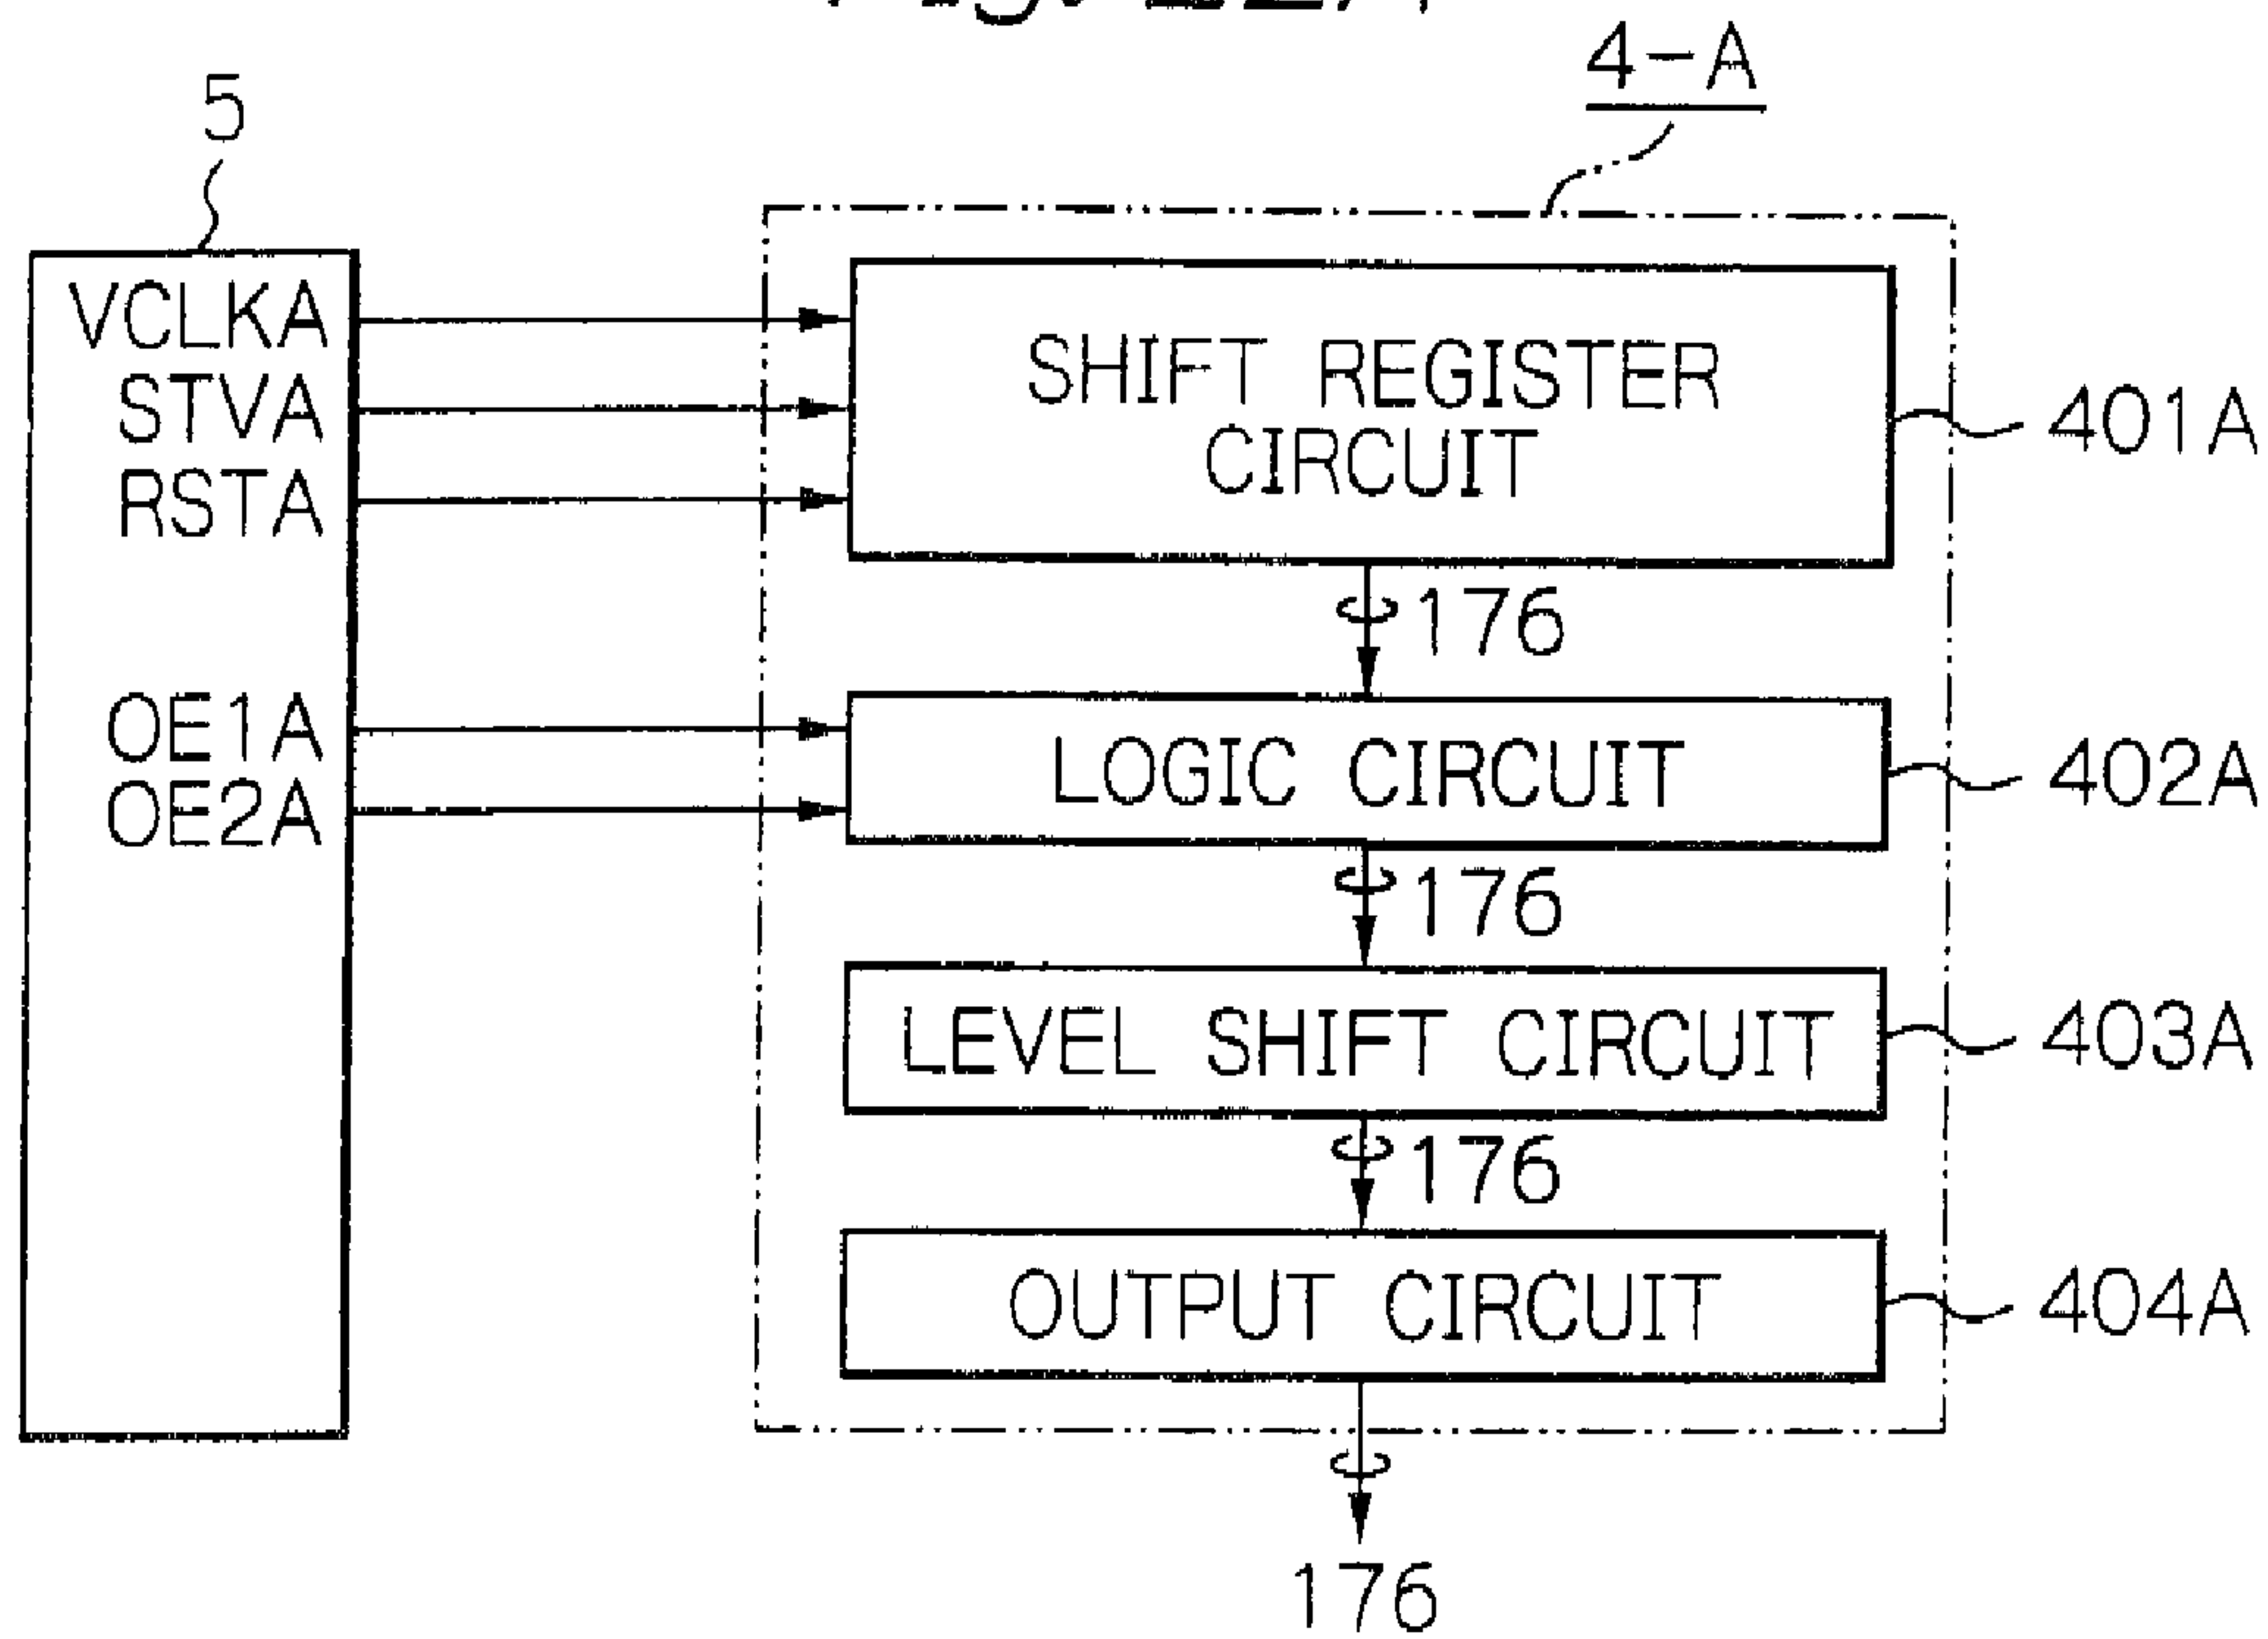 4-A
5
VCLKA
STVA
RSTA
OE1A
OE2A
SHIFT REGISTER
CIRCUIT
401A
176
LOGIC CIRCUIT
402A
176
LEVEL SHIFT CIRCUIT
403A
176
OUTPUT CIRCUIT
404A
176